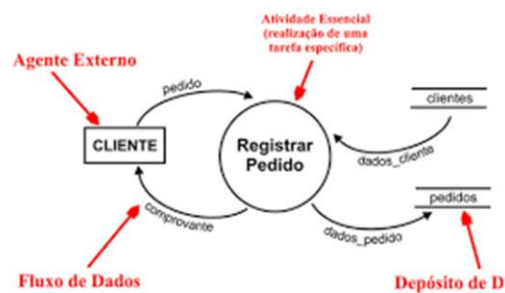 Atividade Essencial
(realização de uma
tarefa específica)
Agente Externo
pedido
clientes
CLIENTE
Registrar
Pedido
dados_cliente
comprovante
pedidos
dados_pedido
Fluxo de Dados
Depósito de D